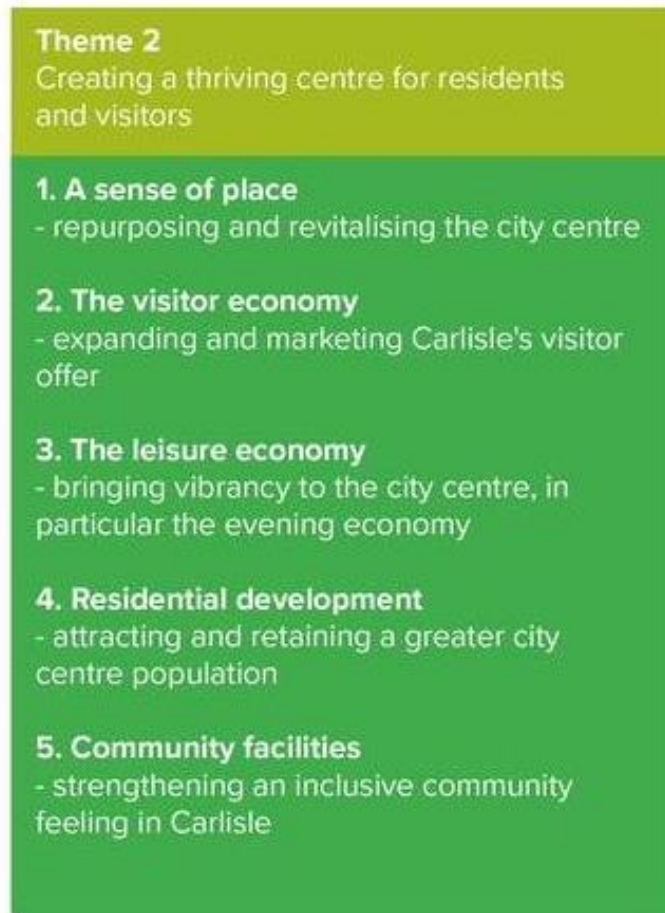 Theme 2
Creating a thriving centre for residents
and visitors
1. A sense of place
- repurposing and revitalising the city centre
2. The visitor economy
- expanding and marketing Carlisle's visitor
offer
3. The leisure economy
- bringing vibrancy to the city centre, in
particular the evening economy
4. Residential development
- attracting and retaining a greater city
centre population
5. Community facilities
- strengthening an inclusive community
feeling in Carlisle